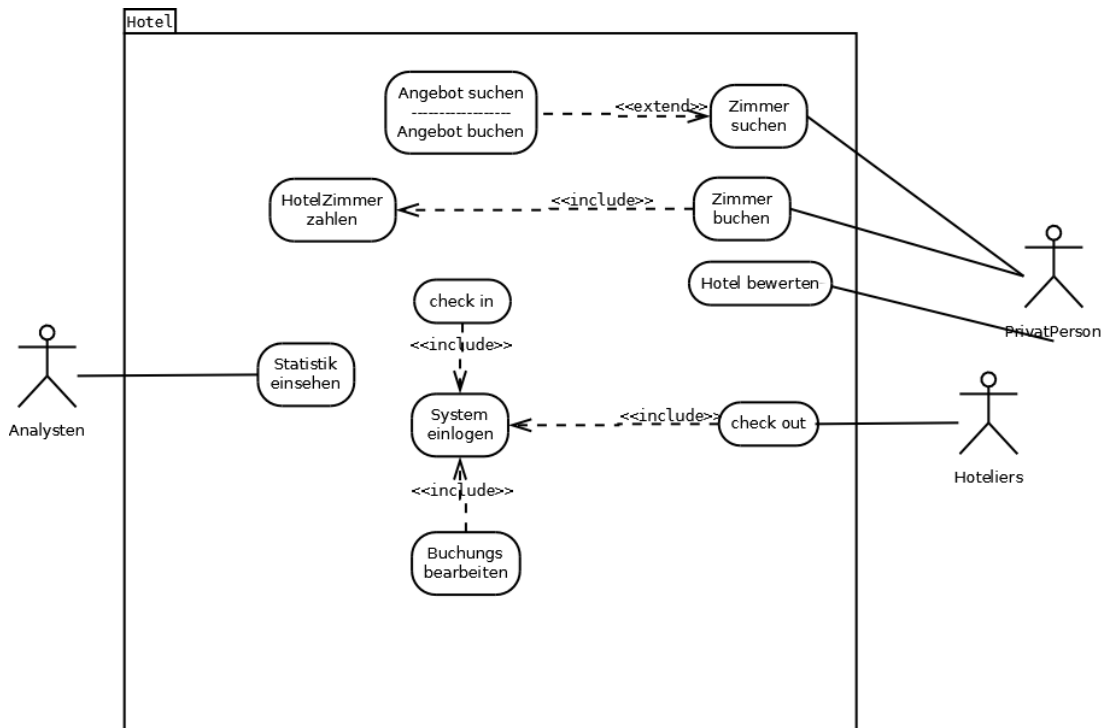 Hotel
Angebot suchen
------------------
Angebot buchen
<<extend>>
Zimmer
suchen
HotelZimmer
zahlen
<<include>>
Zimmer
buchen
check in
Hotel bewerten
<<include>>
PrivatPerson
Statistik
einsehen
Analysten
System
einlogen
<<include>>
check out
Hoteliers
<<include>>
Buchungs
bearbeiten